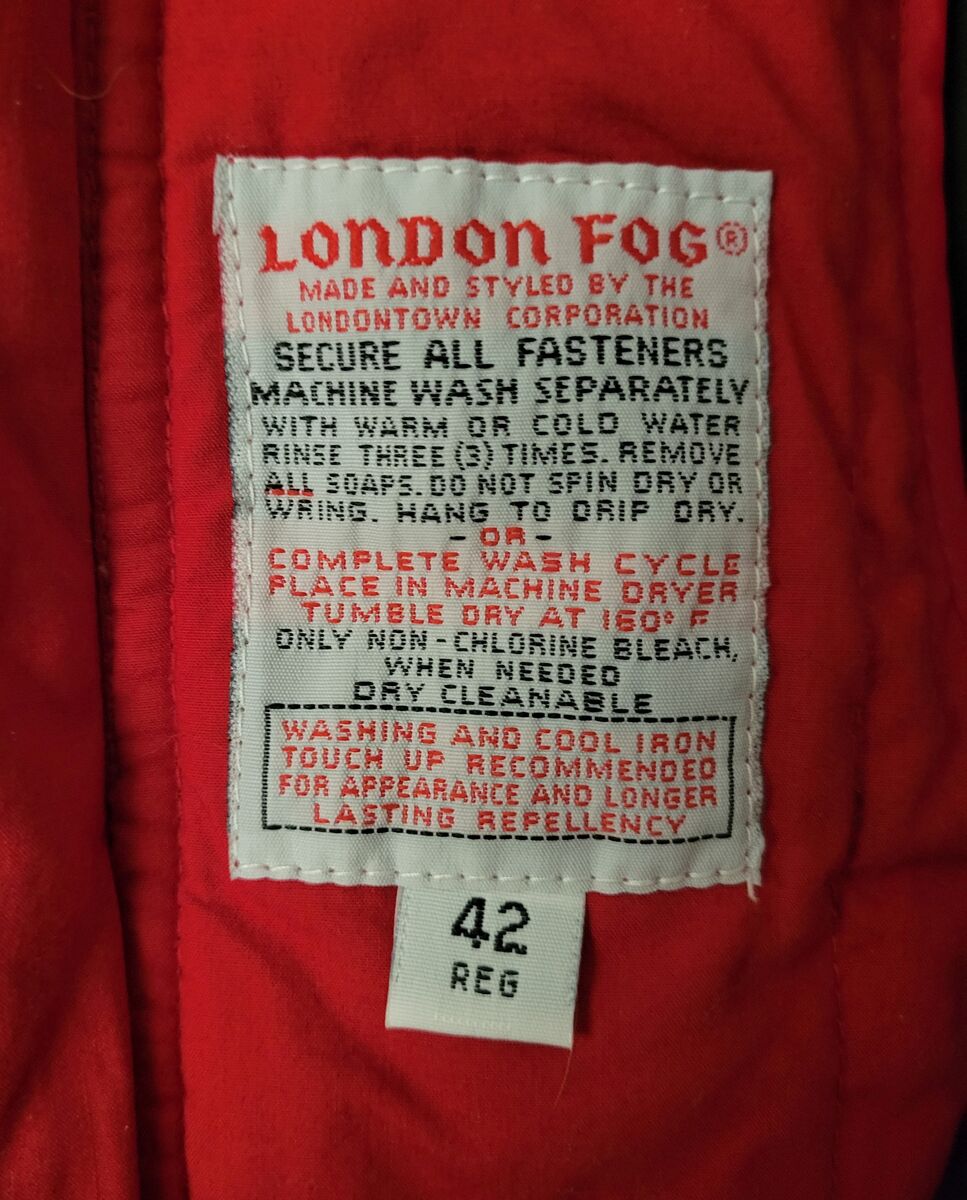 LONDON FOG®
MADE AND STYLED BY THE
LONDONTOWN CORPORATION
SECURE ALL FASTENERS
MACHINE WASH SEPARATELY
WITH WARM OR COLD WATER
RINSE THREE (3) TIMES. REMOVE
ALL SOAPS. DO NOT SPIN DRY OR
WRING. HANG TO DRIP DRY.
- OR -
COMPLETE WASH CYCLE
PLACE IN MACHINE DRYER
TUMBLE DRY AT 160° F
ONLY NON-CHLORINE BLEACH,
WHEN NEEDED
DRY CLEANABLE
WASHING AND COOL IRON
TOUCH UP RECOMMENDED
FOR APPEARANCE AND LONGER
LASTING REPELLENCY
42
REG